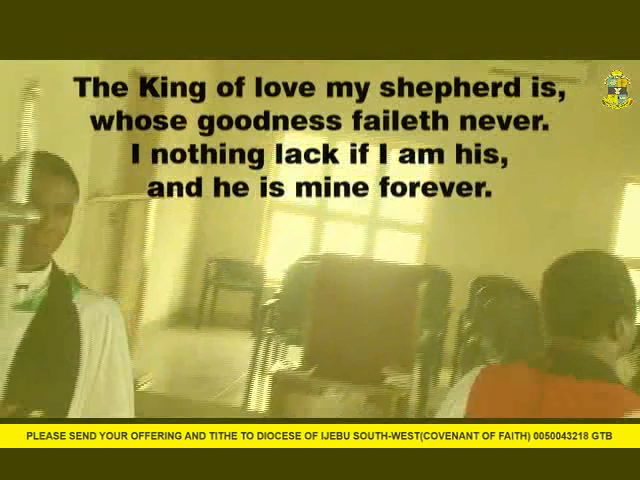 The King of love my shepherd is,
whose goodness faileth never.
I nothing lack if I am his,
and he is mine forever.
PLEASE SEND YOUR OFFERING AND TITHE TO DIOCESE OF IJEBU SOUTH-WEST(COVENANT OF FAITH) 0050043218 GTB